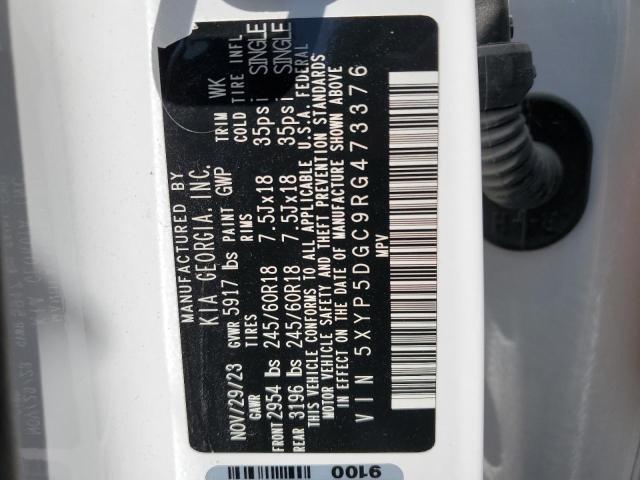 MANUFACTURED BY
KIA GEORGIA, INC.
NOV/29/23 GVWR 5917 lbs PAINT GWP TRIM WK
GAWR TIRES RIMS COLD TIRE INFL
FRONT 2954 lbs 245/60R18 7.5JX18 35psi SINGLE
REAR 3196 lbs 245/60R18 7.5JX18 35psi SINGLE
THIS VEHICLE CONFORMS TO ALL APPLICABLE U.S.A. FEDERAL
MOTOR VEHICLE SAFETY AND THEFT PREVENTION STANDARDS
IN EFFECT ON THE DATE OF MANUFACTURE SHOWN ABOVE
VIN 5XYP5DGC9RG473376
MPV
9100